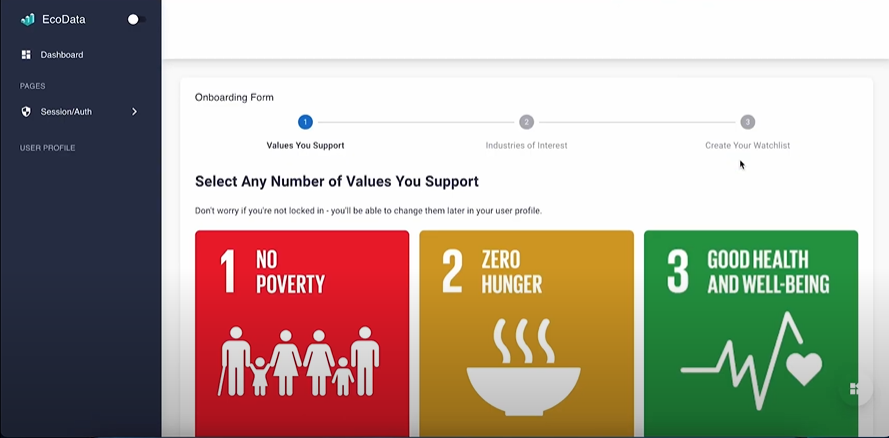 EcoData
Dashboard
PAGES
Session/Auth
USER PROFILE
Onboarding Form
1
2
3
Values You Support
Industries of Interest
Create Your Watchlist
Select Any Number of Values You Support
Don't worry if you're not locked in - you'll be able to change them later in your user profile.
1 NO
POVERTY
2 ZERO
HUNGER
3 GOOD HEALTH
AND WELL-BEING